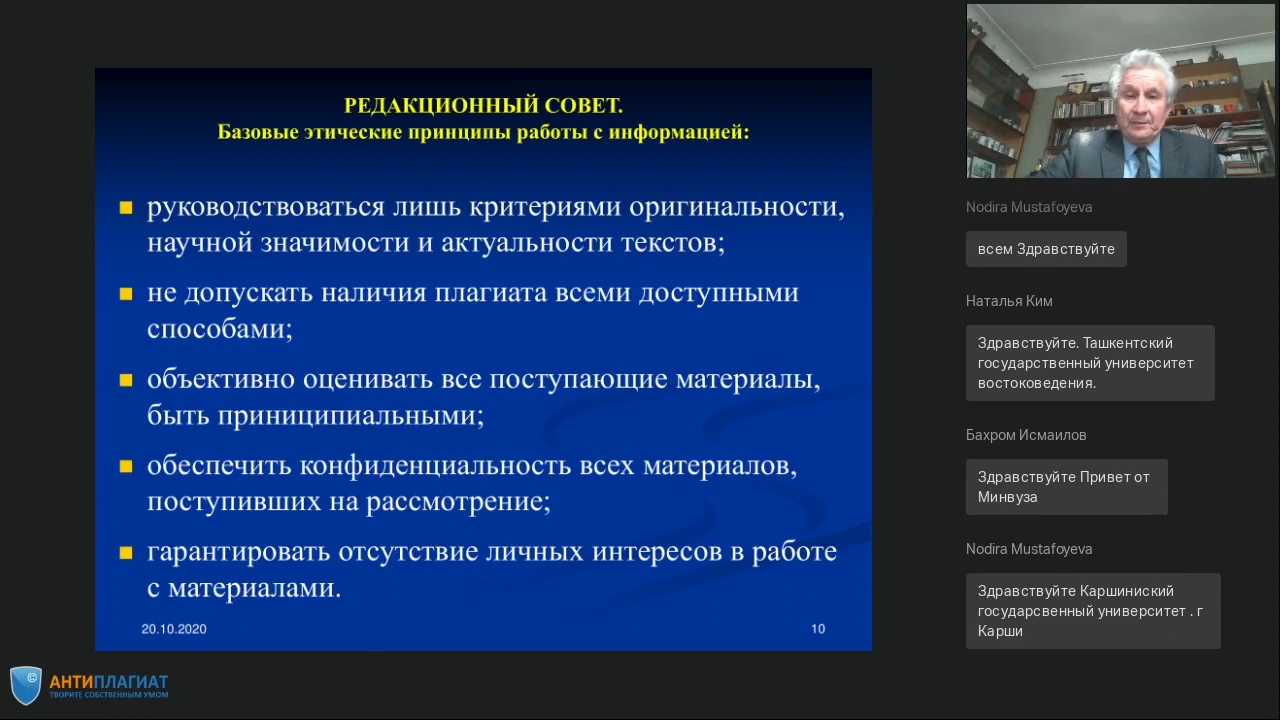 РЕДАКЦИОННЫЙ СОВЕТ.
Базовые этические принципы работы с информацией:
руководствоваться лишь критериями оригинальности,
научной значимости и актуальности текстов;
не допускать наличия плагиата всеми доступными
способами;
объективно оценивать все поступающие материалы,
быть приниципиальными;
обеспечить конфиденциальность всех материалов,
поступивших на рассмотрение;
гарантировать отсутствие личных интересов в работе
с материалами.
20.10.2020
10
©
АНТИПЛАГИАТ
ТВОРИТЕ СОБСТВЕННЫМ УМОМ
Nodira Mustafoyeva
всем Здравствуйте
Наталья Ким
Здравствуйте. Ташкентский
государственный университет
востоковедения.
Бахром Исмаилов
Здравствуйте Привет от
Минвуза
Nodira Mustafoyeva
Здравствуйте Каршиниский
государсвенный университет . г
Карши